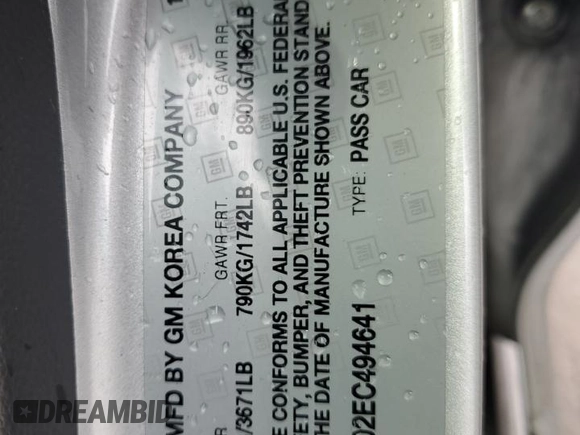 MFD BY GM KOREA COMPANY
GAWR FRT. GAWR RR.
/3671LB 790KG/1742LB 890KG/1962LB
CONFORMS TO ALL APPLICABLE U.S. FEDERAL
BUMPER, AND THEFT PREVENTION
THE DATE OF MANUFACTURE SHOWN ABOVE.
2EC494641 TYPE: PASS CAR
GM
DREAMBID